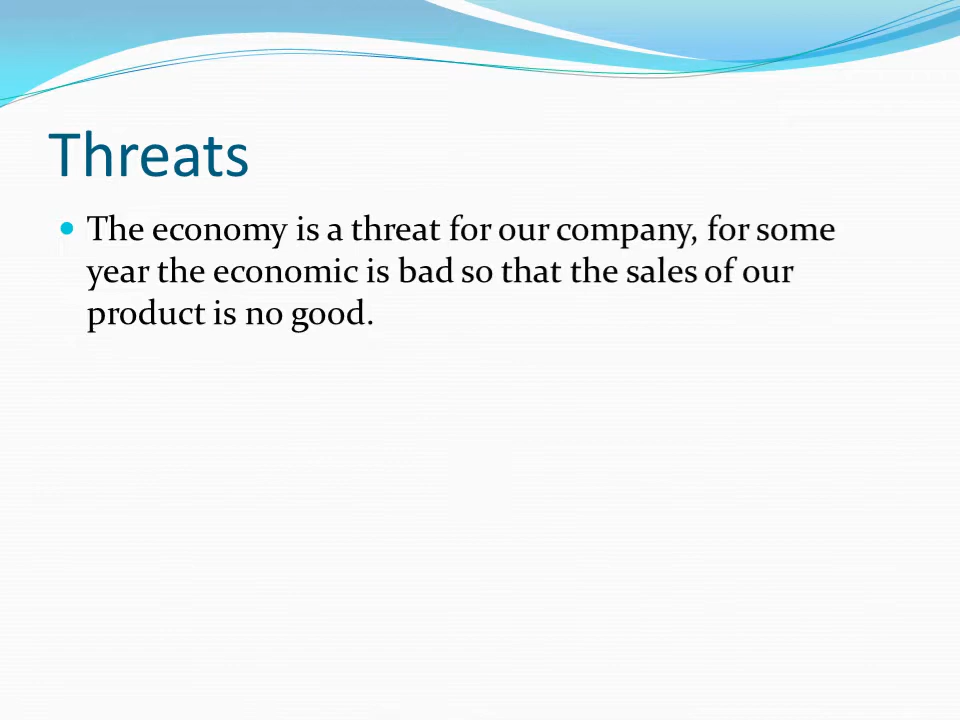 Threats
The economy is a threat for our company, for some
year the economic is bad so that the sales of our
product is no good.